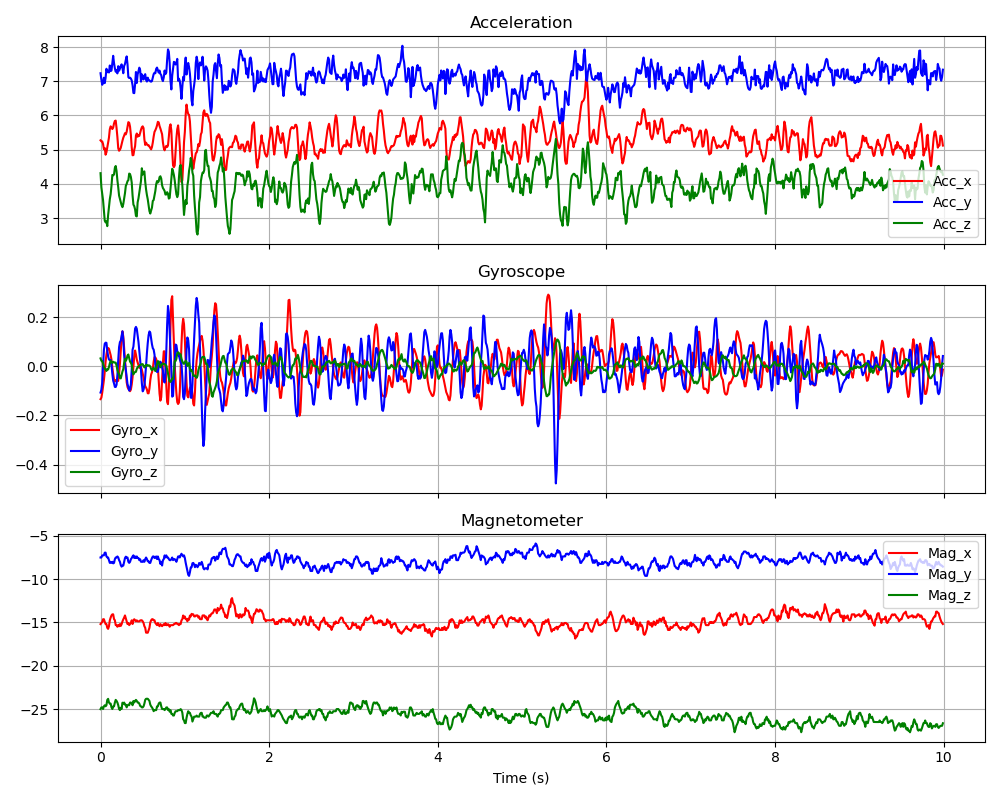 Acceleration
8
7
6
5
4
3
Acc_x
Acc_y
Acc_z
Gyroscope
0.2
0.0
−0.2
−0.4
Gyro_x
Gyro_y
Gyro_z
Magnetometer
−5
−10
−15
−20
−25
Mag_x
Mag_y
Mag_z
0 2 4 6 8 10
Time (s)